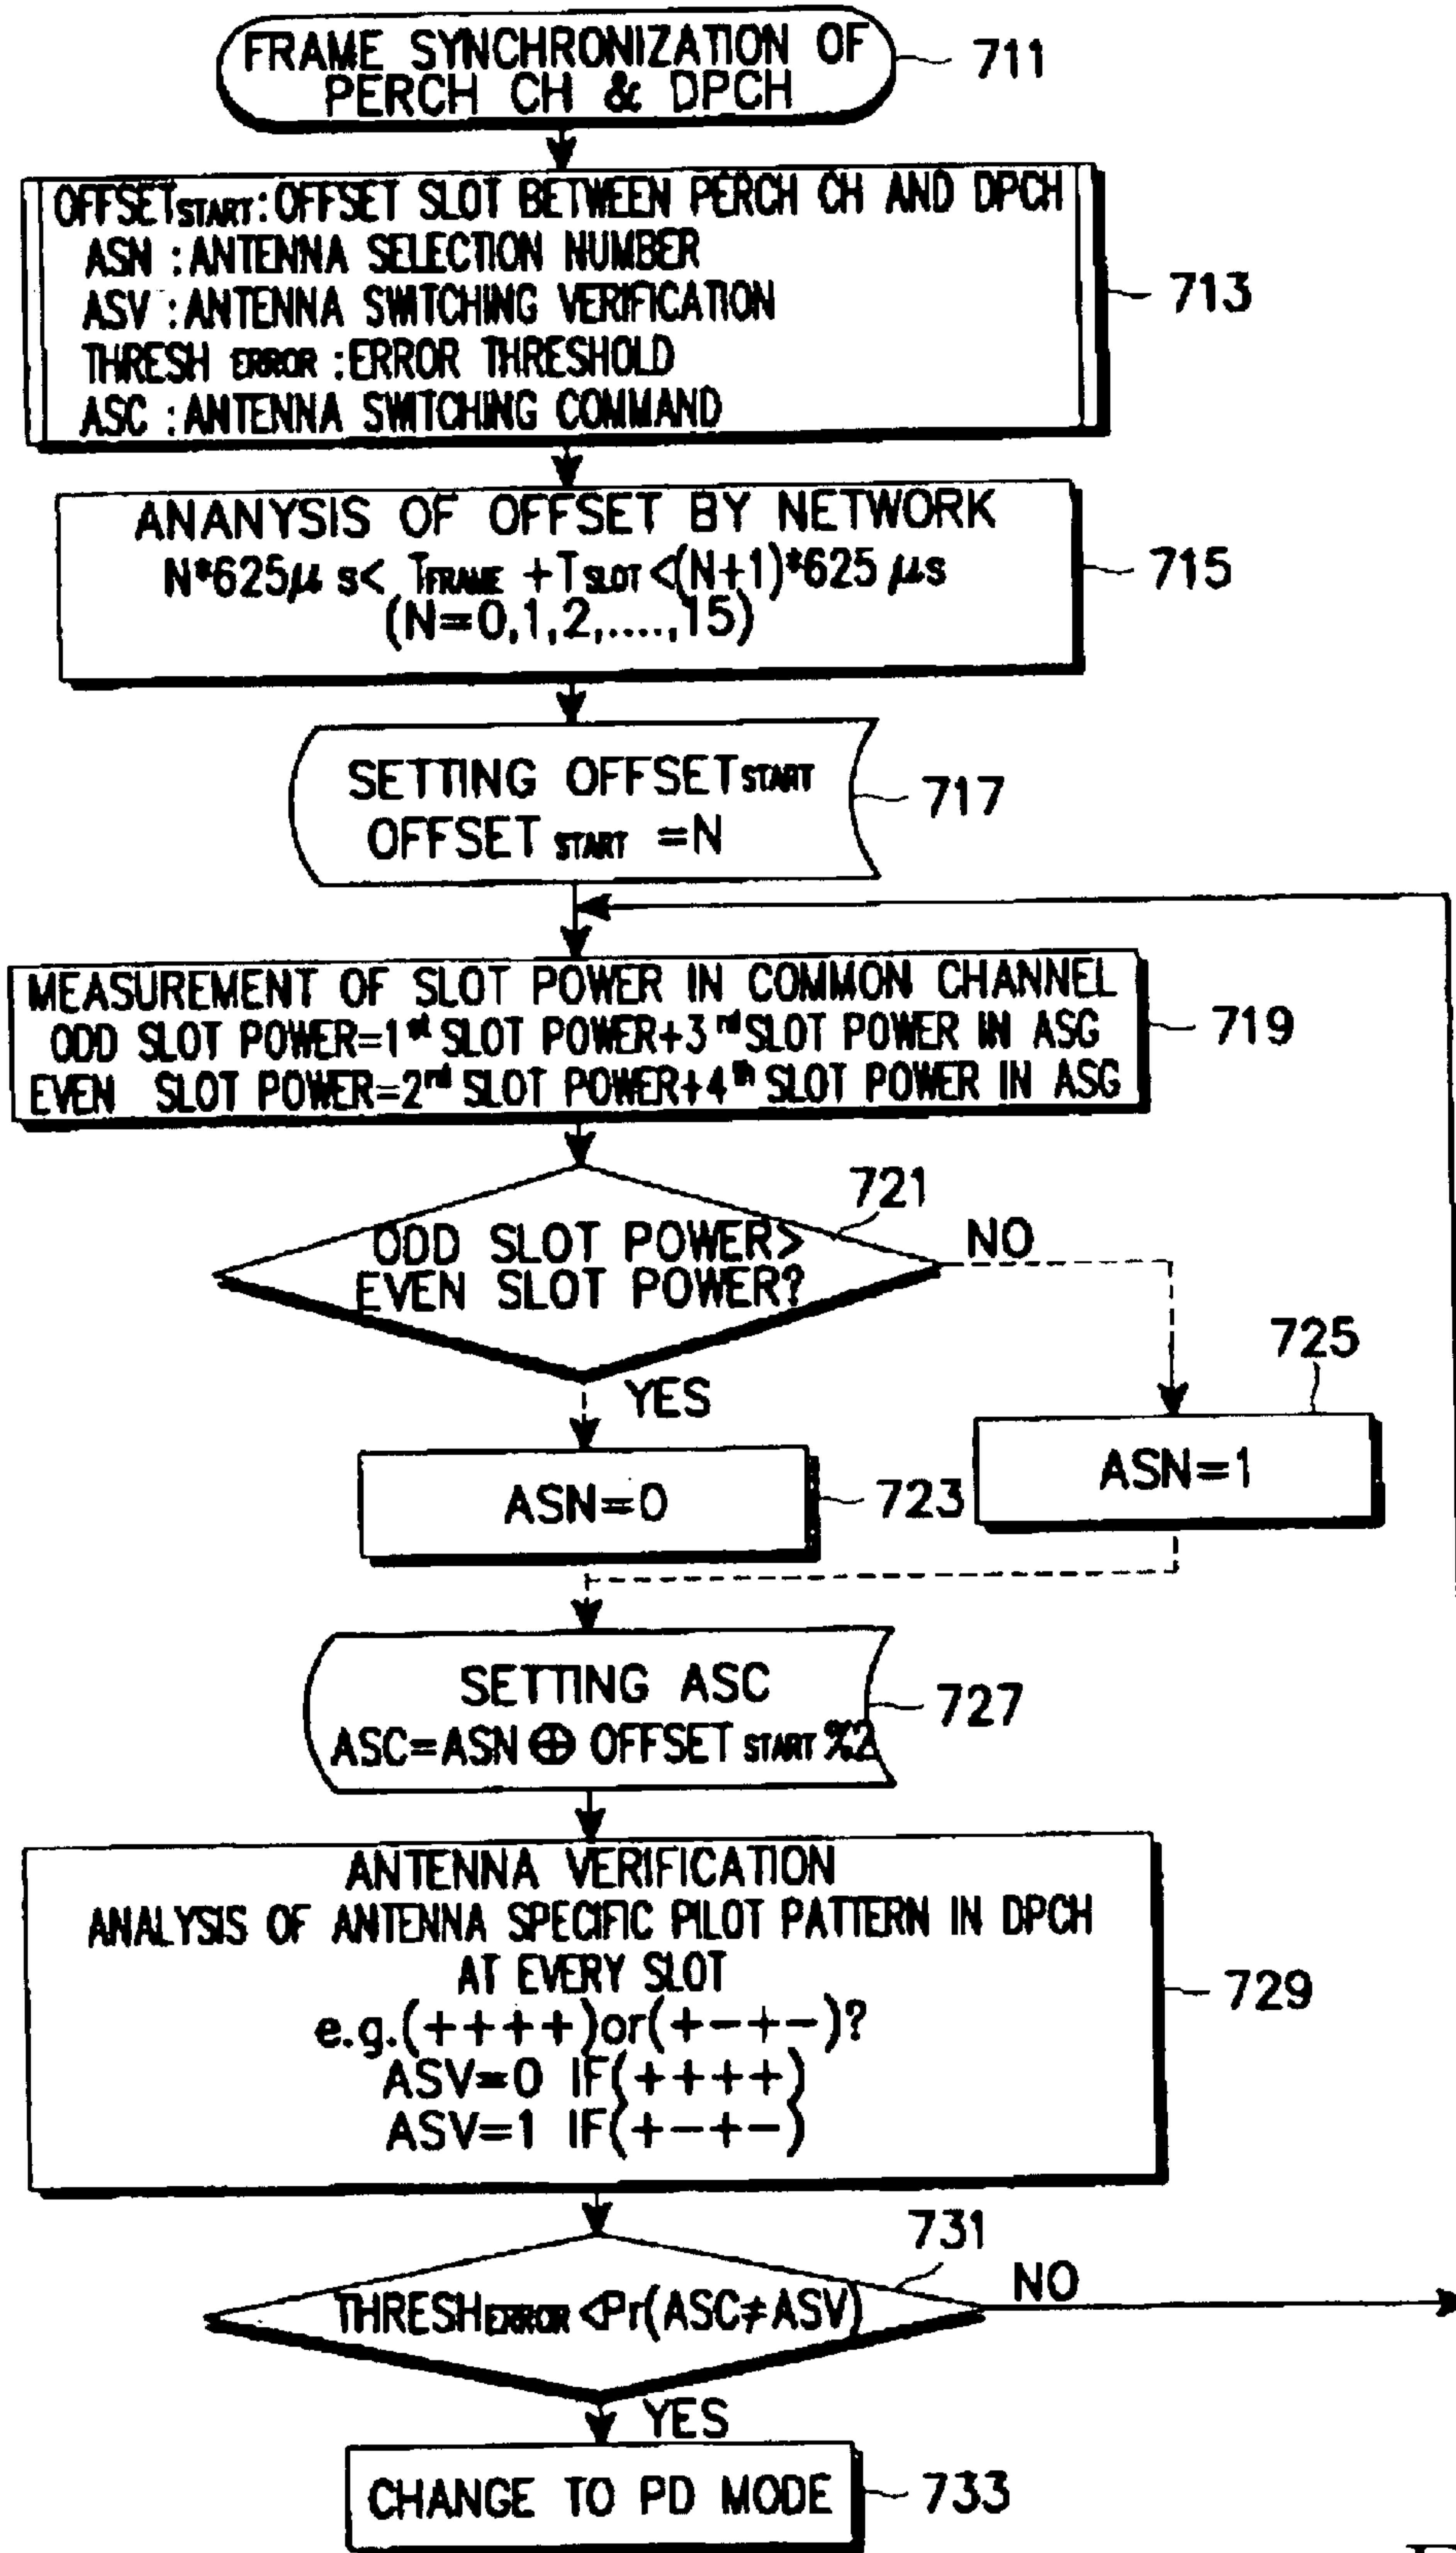 FRAME SYNCHRONIZATION OF
PERCH CH & DPCH
711
OFFSETSTART:OFFSET SLOT BETWEEN PERCH CH AND DPCH
ASN :ANTENNA SELECTION NUMBER
ASV :ANTENNA SWITCHING VERIFICATION
THRESH ERROR :ERROR THRESHOLD
ASC :ANTENNA SWITCHING COMMAND
713
ANANYSIS OF OFFSET BY NETWORK
N*625μ s< TFRAME +TSLOT <(N+1)*625 μs
(N=0,1,2,....,15)
715
SETTING OFFSETSTART
OFFSET START =N
717
MEASUREMENT OF SLOT POWER IN COMMON CHANNEL
ODD SLOT POWER=1st SLOT POWER+3rd SLOT POWER IN ASG
EVEN SLOT POWER=2nd SLOT POWER+4th SLOT POWER IN ASG
719
721
ODD SLOT POWER>
EVEN SLOT POWER?
NO
YES
725
ASN=1
ASN=0
723
SETTING ASC
ASC=ASN ⊕ OFFSET START %2
727
ANTENNA VERIFICATION
ANALYSIS OF ANTENNA SPECIFIC PILOT PATTERN IN DPCH
AT EVERY SLOT
e.g.(++++)or(+-+-)?
ASV=0 IF(++++)
ASV=1 IF(+-+-)
729
731
THRESHERROR <Pr(ASC≠ASV)
NO
YES
CHANGE TO PD MODE
733